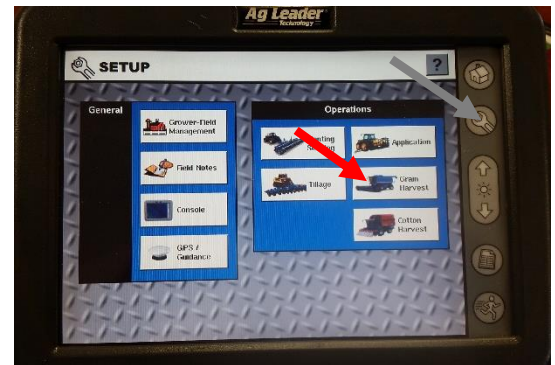 Ag Leader
Technology
SETUP
?
General
Operations
Grower-Field
Management
Field Notes
Console
GPS /
Guidance
Application
Tillage
Grain
Harvest
Cotton
Harvest